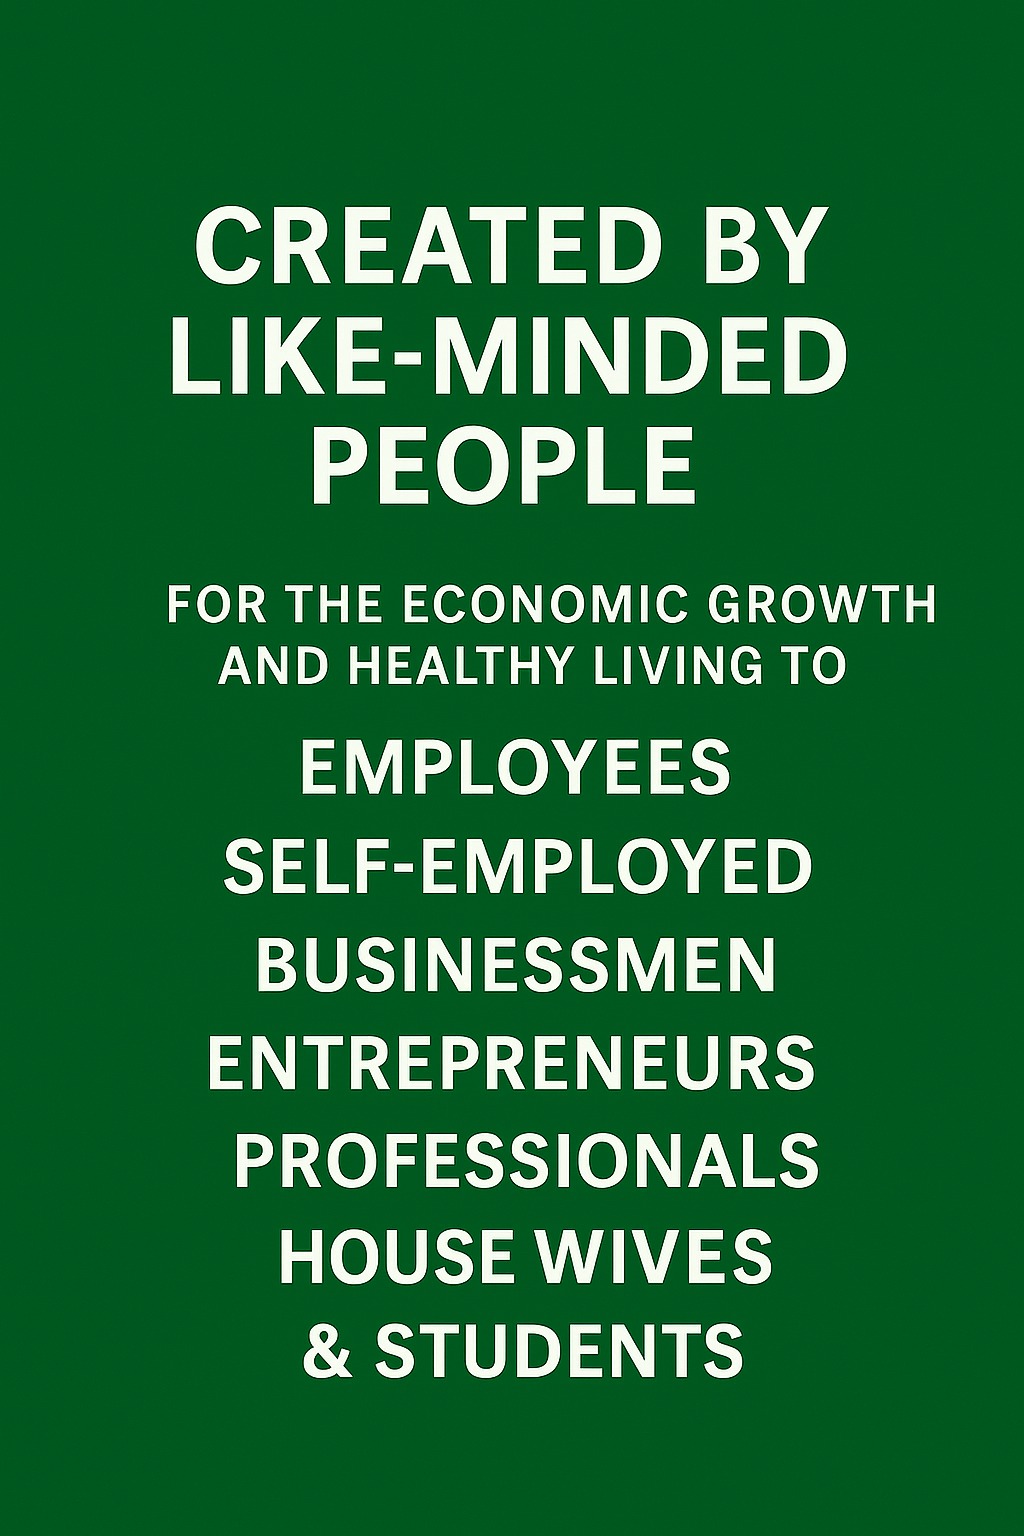 CREATED BY
LIKE-MINDED
PEOPLE
FOR THE ECONOMIC GROWTH
AND HEALTHY LIVING TO
EMPLOYEES
SELF-EMPLOYED
BUSINESSMEN
ENTREPRENEURS
PROFESSIONALS
HOUSE WIVES
& STUDENTS